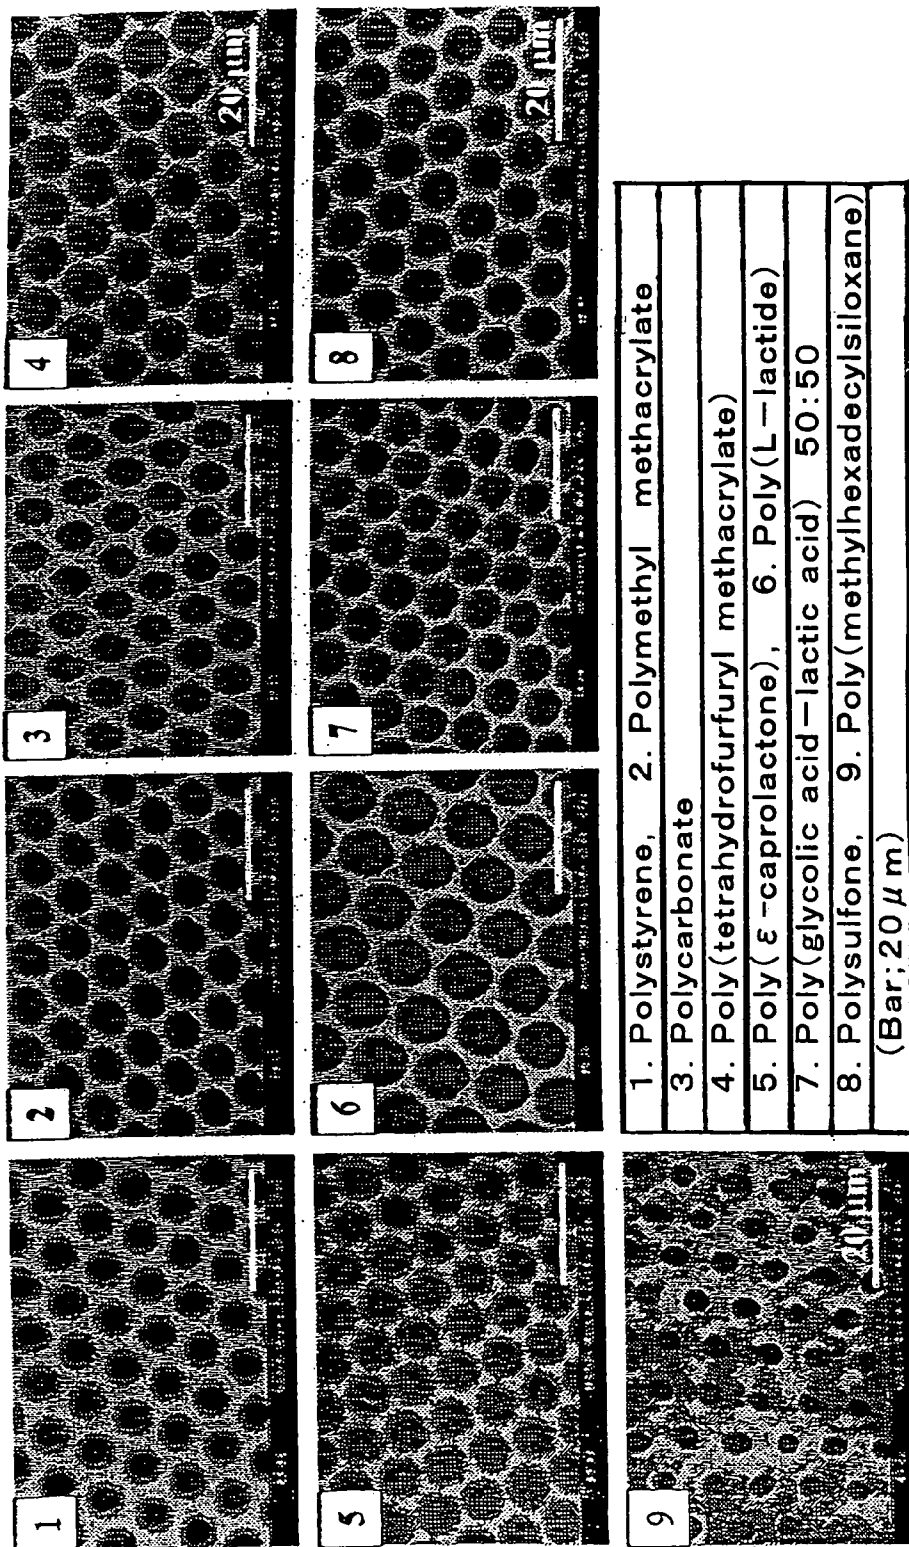 1
2
3
4
20 μm
5
6
7
8
20 μm
9
20 μm
1. Polystyrene, 2. Polymethyl methacrylate
3. Polycarbonate
4. Poly(tetrahydrofurfuryl methacrylate)
5. Poly(ε-caprolactone), 6. Poly(L-lactide)
7. Poly(glycolic acid-lactic acid) 50:50
8. Polysulfone, 9. Poly(methylhexadecylsiloxane)
(Bar;20μm)